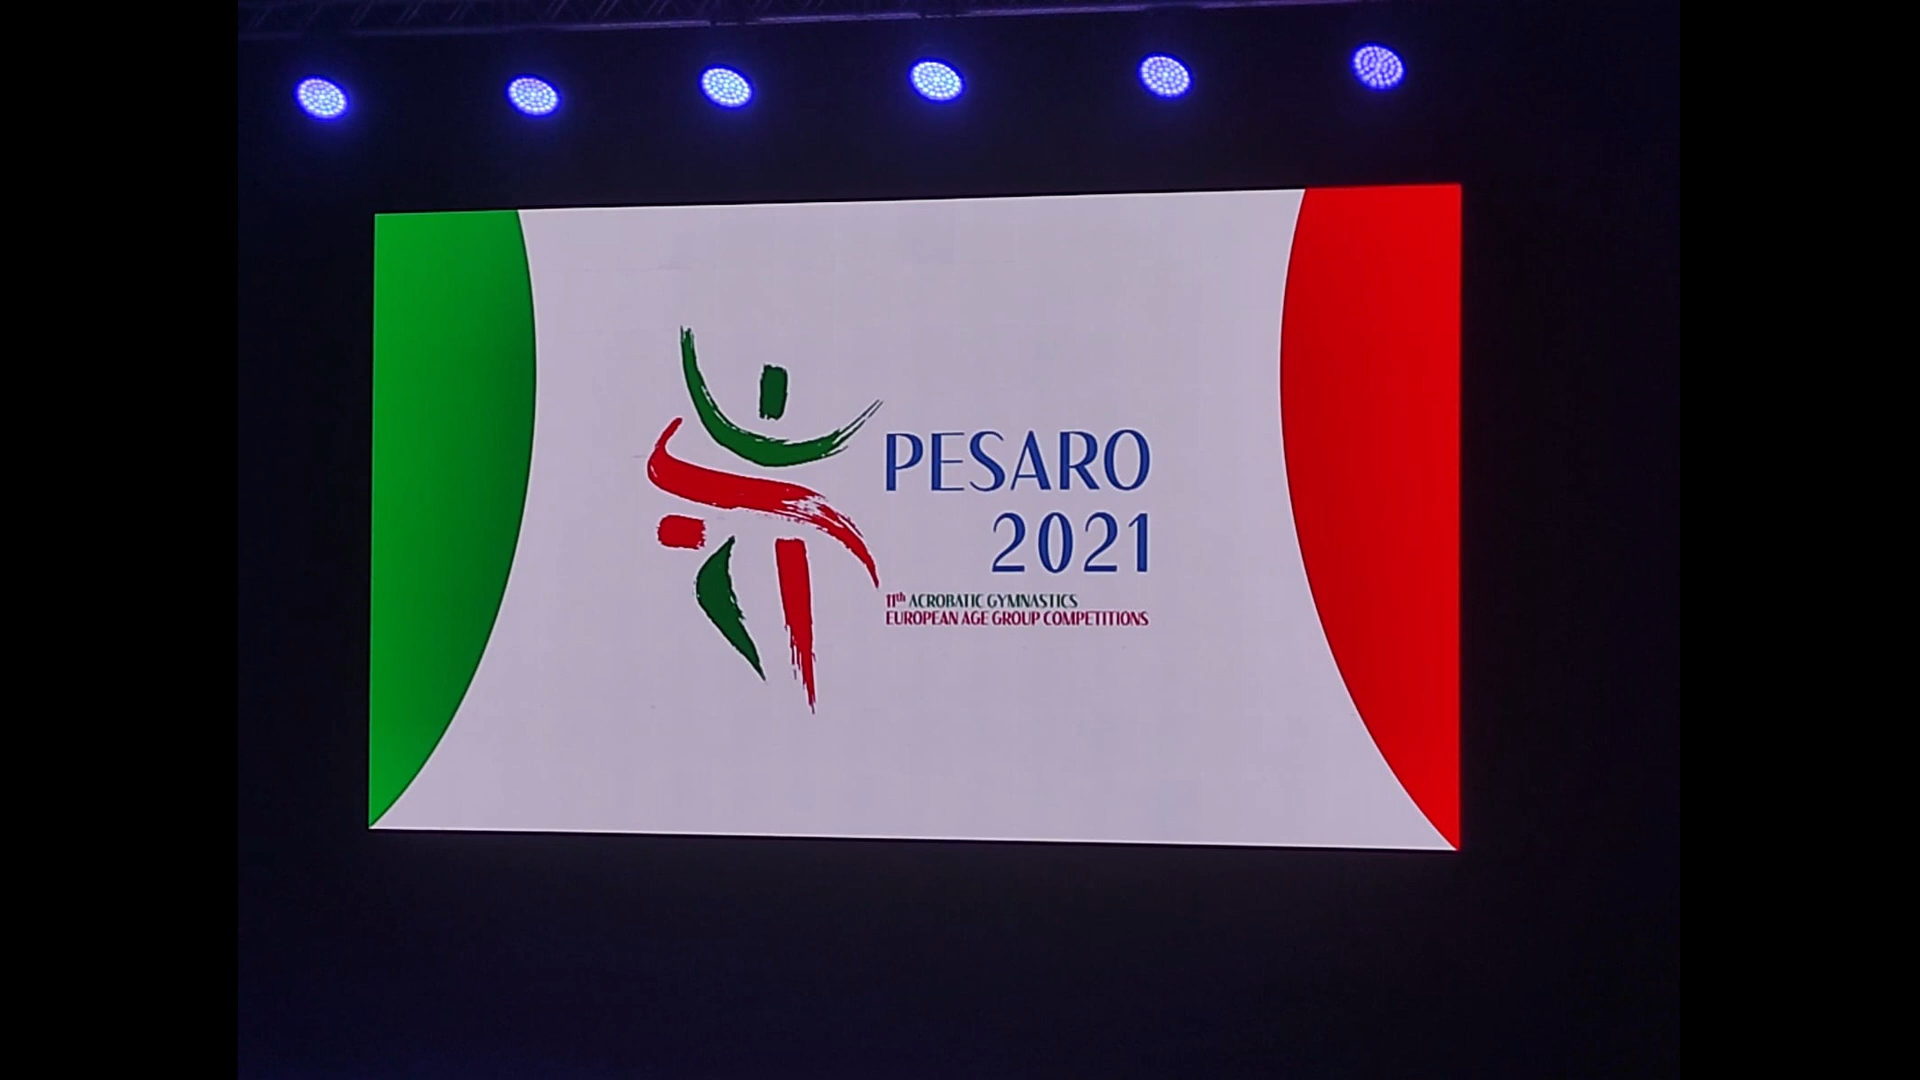 PESARO
2021
11th ACROBATIC GYMNASTICS
EUROPEAN AGE GROUP COMPETITIONS